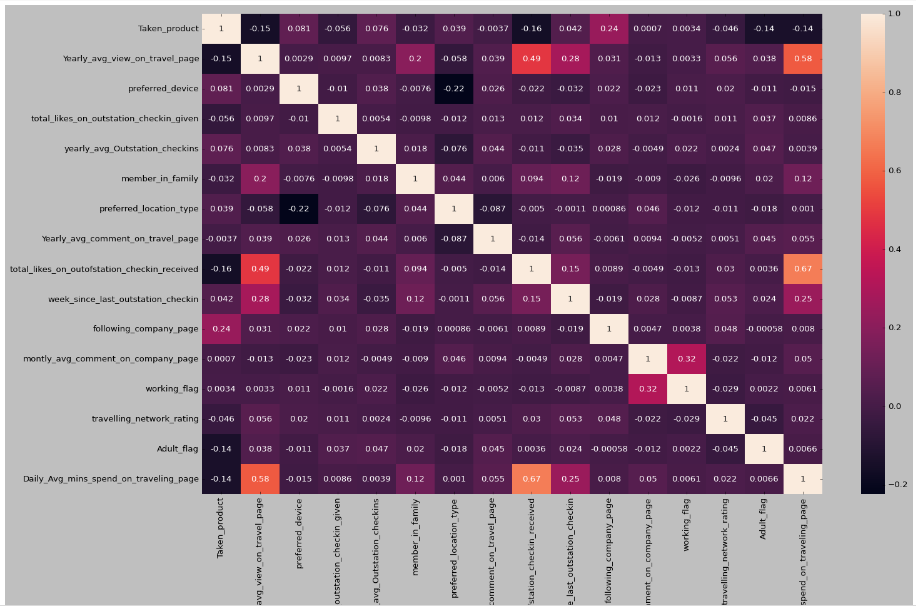 Taken_product 1 -0.15 0.081 -0.056 0.076 -0.032 0.039 -0.0037 -0.16 0.042 0.24 0.0007 0.0034 -0.046 -0.14 -0.14
Yearly_avg_view_on_travel_page -0.15 1 0.0029 0.0097 0.0083 0.2 -0.058 0.039 0.49 0.28 0.031 -0.013 0.0033 0.056 0.038 0.58
preferred_device 0.081 0.0029 1 -0.01 0.038 -0.0076 -0.22 0.026 -0.022 -0.032 0.022 -0.023 0.011 0.02 -0.011 -0.015
total_likes_on_outstation_checkin_given -0.056 0.0097 -0.01 1 0.0054 -0.0098 -0.012 0.013 0.012 0.034 0.01 0.012 -0.0016 0.011 0.037 0.0086
yearly_avg_Outstation_checkins 0.076 0.0083 0.038 0.0054 1 0.018 -0.076 0.044 -0.011 -0.035 0.028 -0.0049 0.022 0.0024 0.047 0.0039
member_in_family -0.032 0.2 -0.0076 -0.0098 0.018 1 0.044 0.006 0.094 0.12 -0.019 -0.009 -0.026 -0.0096 0.02 0.12
preferred_location_type 0.039 -0.058 -0.22 -0.012 -0.076 0.044 1 -0.087 -0.005 -0.0011 0.00086 0.046 -0.012 -0.011 -0.018 0.001
Yearly_avg_comment_on_travel_page -0.0037 0.039 0.026 0.013 0.044 0.006 -0.087 1 -0.014 0.056 -0.0061 0.0094 -0.0052 0.0051 0.045 0.055
total_likes_on_outofstation_checkin_received -0.16 0.49 -0.022 0.012 -0.011 0.094 -0.005 -0.014 1 0.15 0.0089 -0.0049 -0.013 0.03 0.0036 0.67
week_since_last_outstation_checkin 0.042 0.28 -0.032 0.034 -0.035 0.12 -0.0011 0.056 0.15 1 -0.019 0.028 -0.0087 0.053 0.024 0.25
following_company_page 0.24 0.031 0.022 0.01 0.028 -0.019 0.00086 -0.0061 0.0089 -0.019 1 0.0047 0.0038 0.048 -0.00058 0.008
montly_avg_comment_on_company_page 0.0007 -0.013 -0.023 0.012 -0.0049 -0.009 0.046 0.0094 -0.0049 0.028 0.0047 1 0.32 -0.022 -0.012 0.05
working_flag 0.0034 0.0033 0.011 -0.0016 0.022 -0.026 -0.012 -0.0052 -0.013 -0.0087 0.0038 0.32 1 -0.029 0.0022 0.0061
travelling_network_rating -0.046 0.056 0.02 0.011 0.0024 -0.0096 -0.011 0.0051 0.03 0.053 0.048 -0.022 -0.029 1 -0.045 0.022
Adult_flag -0.14 0.038 -0.011 0.037 0.047 0.02 -0.018 0.045 0.0036 0.024 -0.00058 -0.012 0.0022 -0.045 1 0.0066
Daily_Avg_mins_spend_on_traveling_page -0.14 0.58 -0.015 0.0086 0.0039 0.12 0.001 0.055 0.67 0.25 0.008 0.05 0.0061 0.022 0.0066 1
Taken_product
avg_view_on_travel_page
preferred_device
outstation_checkin_given
_avg_Outstation_checkins
member_in_family
preferred_location_type
comment_on_travel_page
fstation_checkin_received
e_last_outstation_checkin
following_company_page
ment_on_company_page
working_flag
travelling_network_rating
Adult_flag
spend_on_traveling_page
1.0
0.8
0.6
0.4
0.2
0.0
−0.2